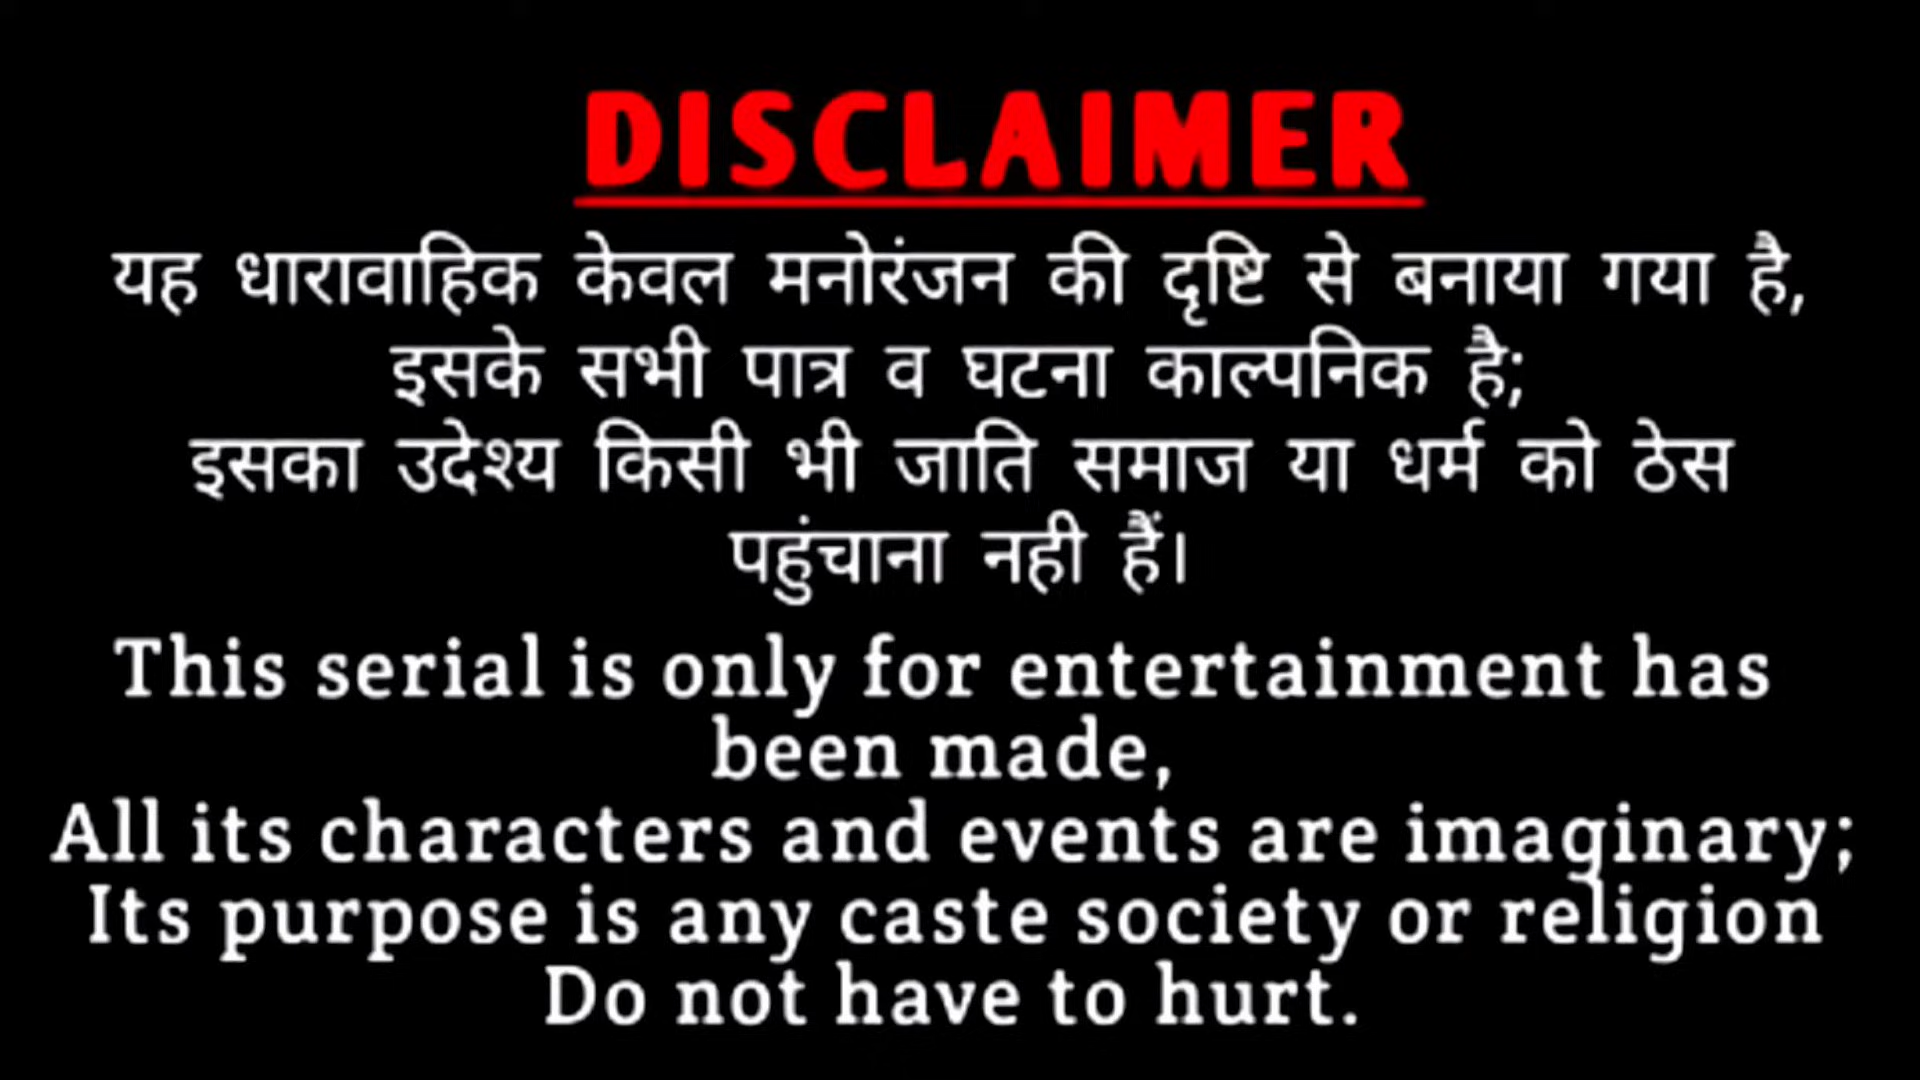 DISCLAIMER
यह धारावाहिक केवल मनोरंजन की दृष्टि से बनाया गया है,
इसके सभी पात्र व घटना काल्पनिक है;
इसका उदेश्य किसी भी जाति समाज या धर्म को ठेस
पहुंचाना नही हैं।
This serial is only for entertainment has
been made,
All its characters and events are imaginary;
Its purpose is any caste society or religion
Do not have to hurt.